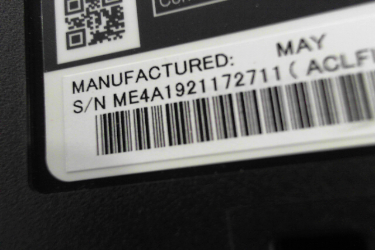 MANUFACTURED: MAY
S/N ME4A1921172711 ( ACLF